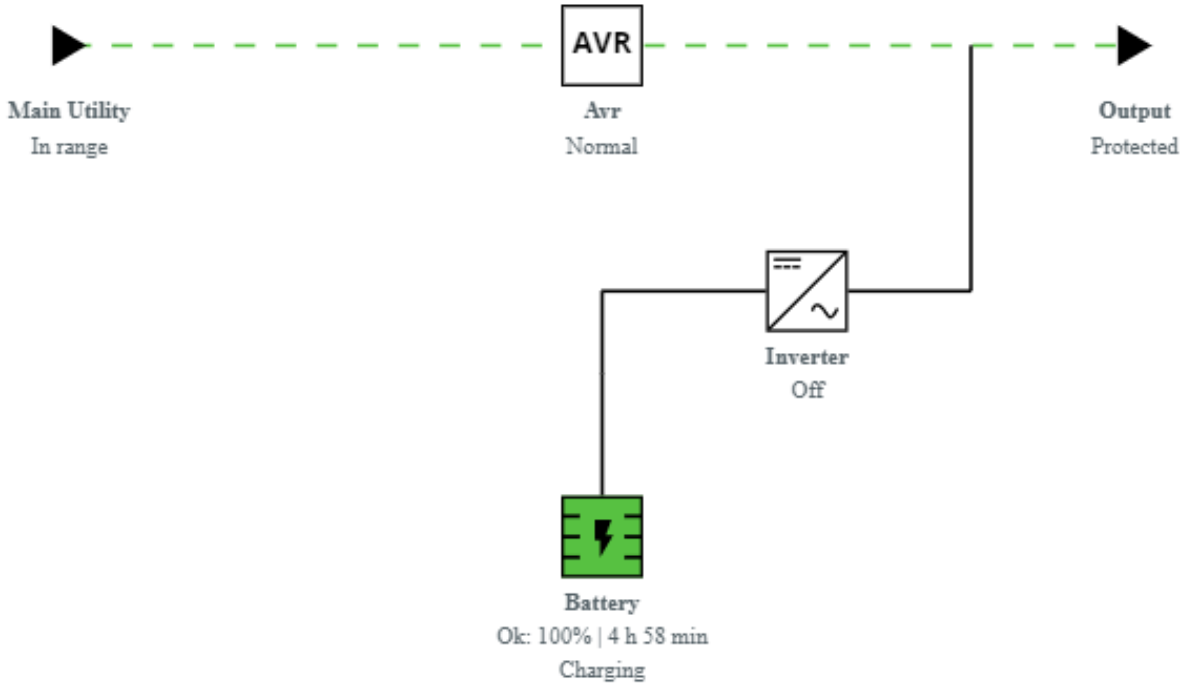 AVR
Main Utility
In range
Avr
Normal
Output
Protected
Inverter
Off
Battery
Ok: 100% | 4 h 58 min
Charging